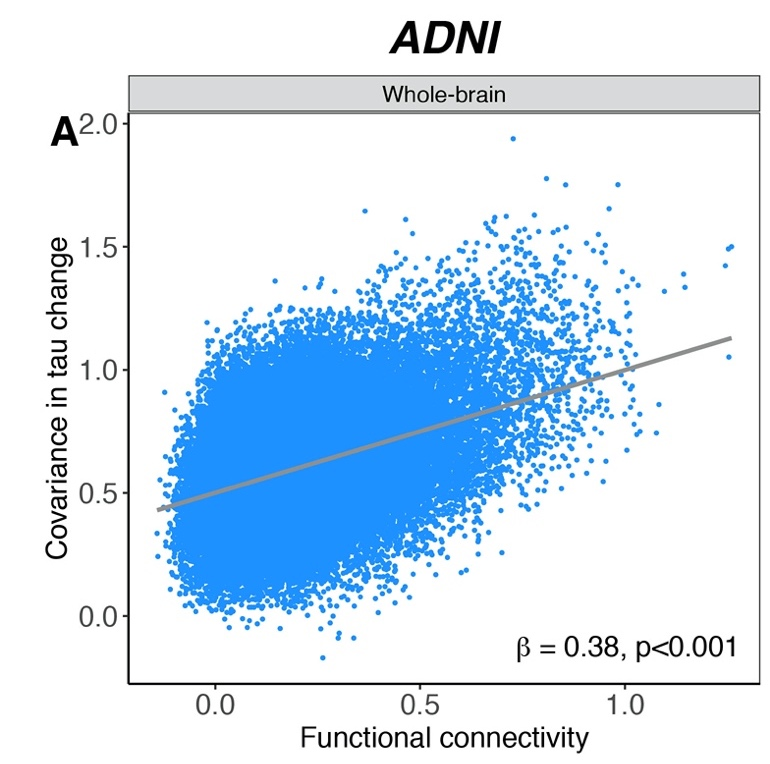 ADNI
Whole-brain
A
2.0
1.5
1.0
0.5
0.0
Covariance in tau change
β = 0.38, p<0.001
0.0 0.5 1.0
Functional connectivity